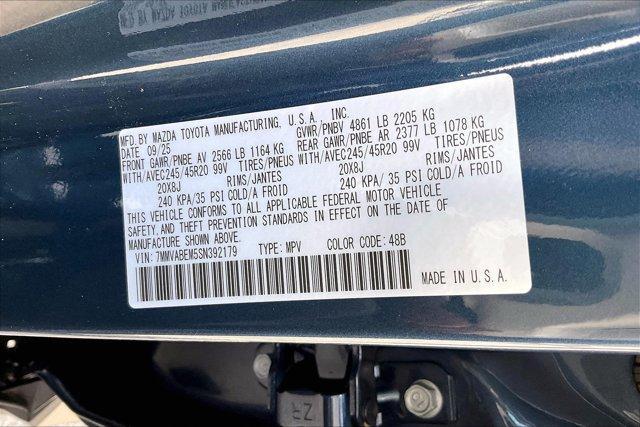 MFD. BY MAZDA TOYOTA MANUFACTURING, U.S.A., INC.
DATE 09/25 GVWR/PNBV 4861 LB 2205 KG
FRONT GAWR/PNBE AV 2566 LB 1164 KG REAR GAWR/PNBE AR 2377 LB 1078 KG
WITH/AVEC245/45R20 99V TIRES/PNEUS WITH/AVEC245/45R20 99V TIRES/PNEUS
20X8J RIMS/JANTES 20X8J RIMS/JANTES
240 KPA/35 PSI COLD/A FROID 240 KPA/35 PSI COLD/A FROID
THIS VEHICLE CONFORMS TO ALL APPLICABLE FEDERAL MOTOR VEHICLE
SAFETY, AND THEFT PREVENTION STANDARDS IN EFFECT ON THE DATE OF
MANUFACTURE SHOWN ABOVE.
VIN: 7MMVABEM5SN392179 TYPE: MPV COLOR CODE: 48B
MADE IN U.S.A.
ZR
48